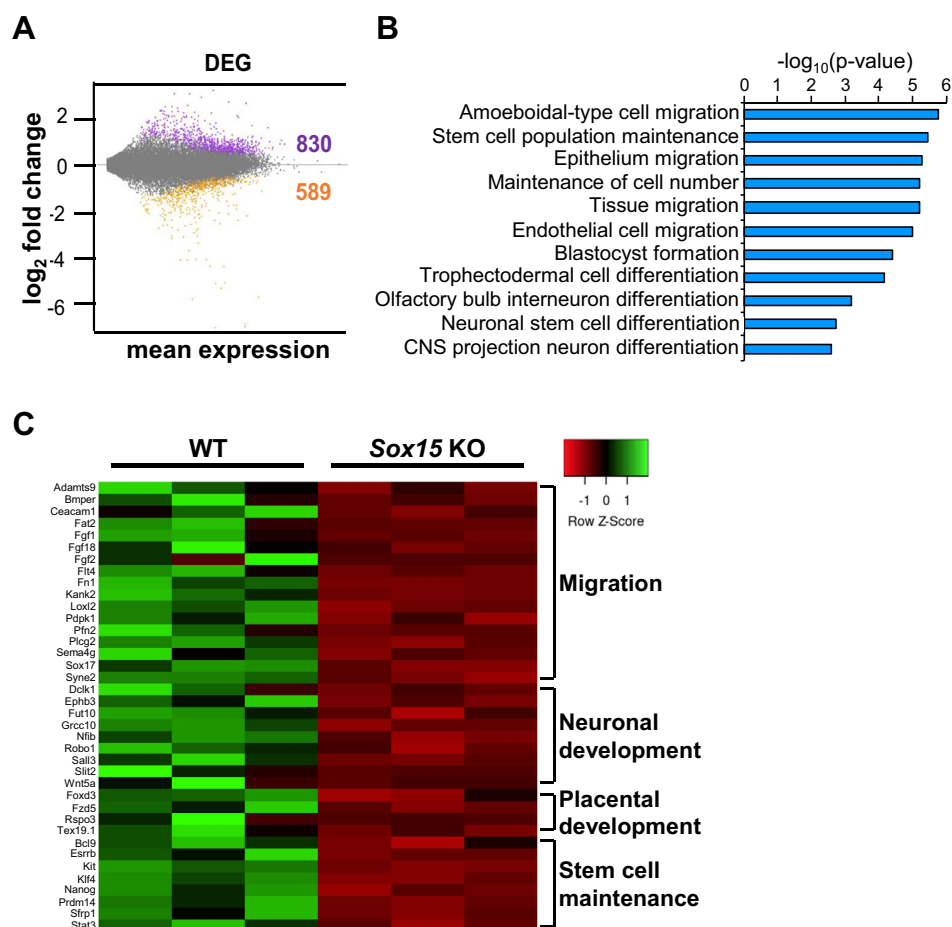 A
DEG
log2 fold change
2
0
-2
-4
-6
830
589
mean expression
B
-log10(p-value)
0 1 2 3 4 5 6
Amoeboidal-type cell migration
Stem cell population maintenance
Epithelium migration
Maintenance of cell number
Tissue migration
Endothelial cell migration
Blastocyst formation
Trophectodermal cell differentiation
Olfactory bulb interneuron differentiation
Neuronal stem cell differentiation
CNS projection neuron differentiation
C
WT
Sox15 KO
-1 0 1
Row Z-Score
Adamts9
Bmper
Ceacam1
Fat2
Fgf1
Fgf18
Fgf2
Flt4
Fn1
Kank2
Loxl2
Pdpk1
Pfn2
Plcg2
Sema4g
Sox17
Syne2
Dclk1
Ephb3
Fut10
Grcc10
Nfib
Robo1
Sall3
Slit2
Wnt5a
Foxd3
Fzd5
Rspo3
Tex19.1
Bcl9
Esrrb
Kit
Klf4
Nanog
Prdm14
Sfrp1
Stat3
Migration
Neuronal
development
Placental
development
Stem cell
maintenance